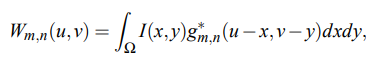 W_{m,n}(u,v) = \int_{\Omega} I(x,y) g^{*}_{m,n}(u-x, v-y)dxdy,